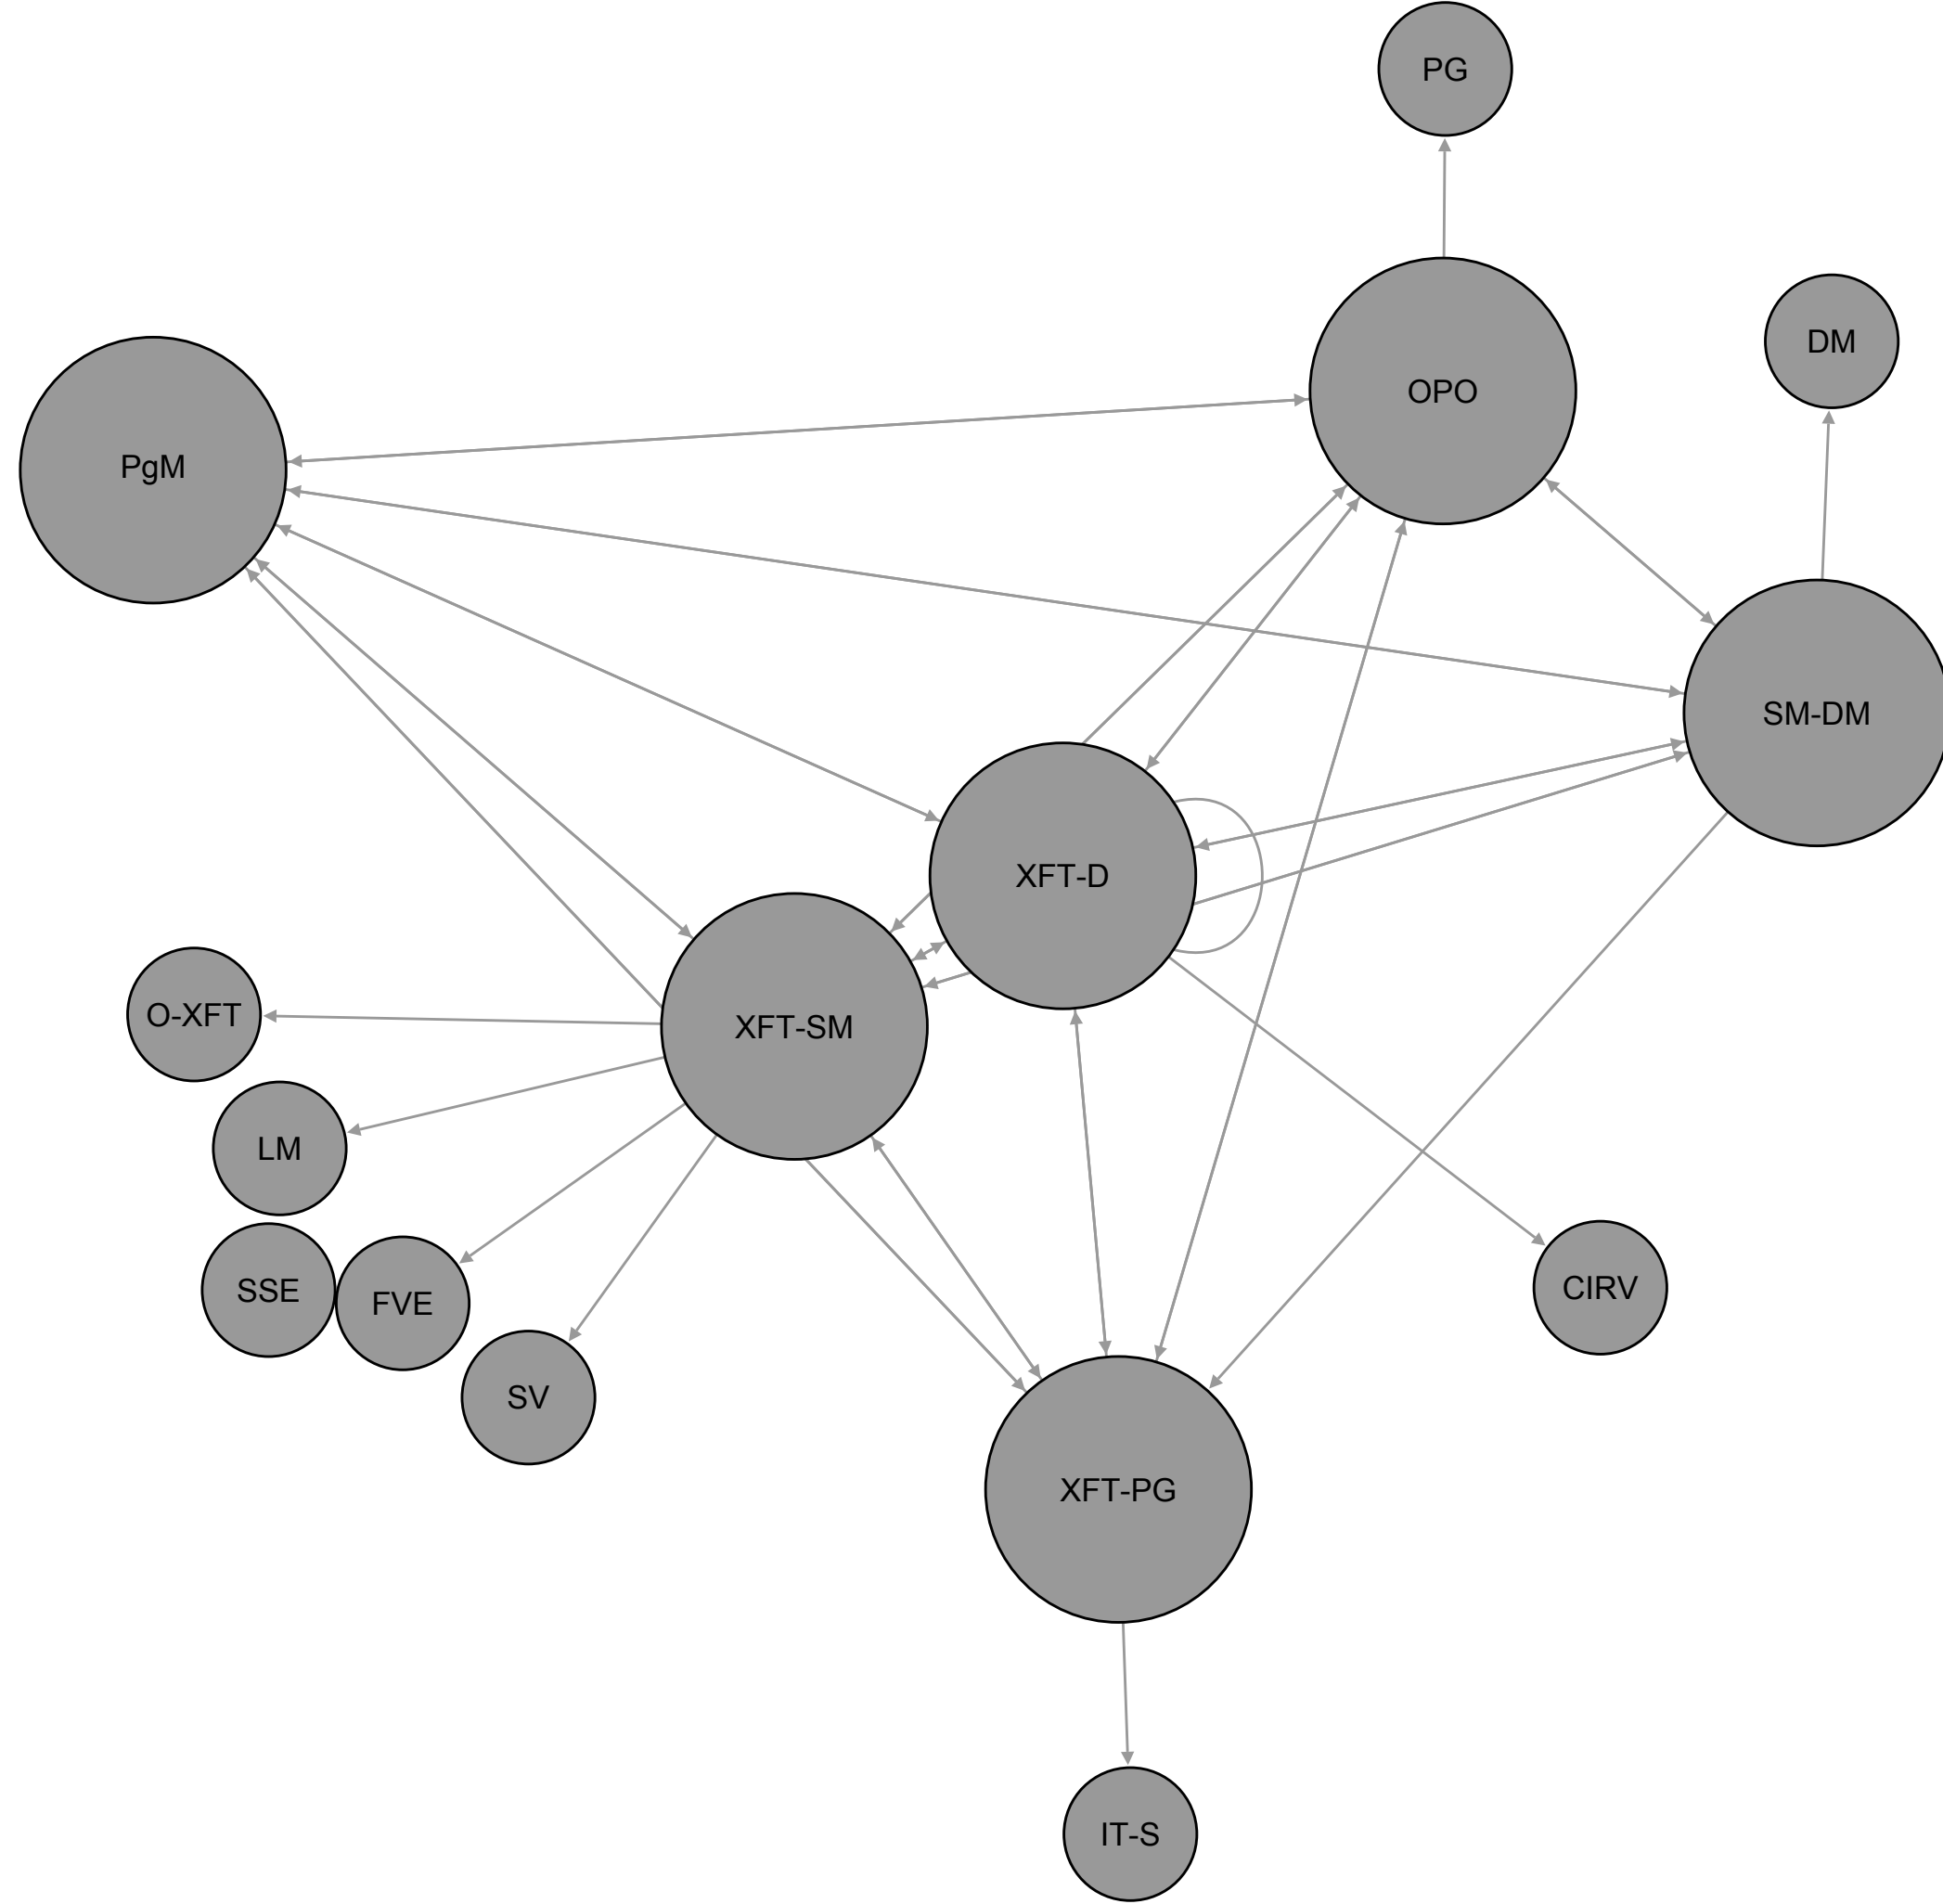 PG
DM
OPO
PgM
SM-DM
XFT-D
O-XFT
XFT-SM
LM
SSE
FVE
CIRV
SV
XFT-PG
IT-S